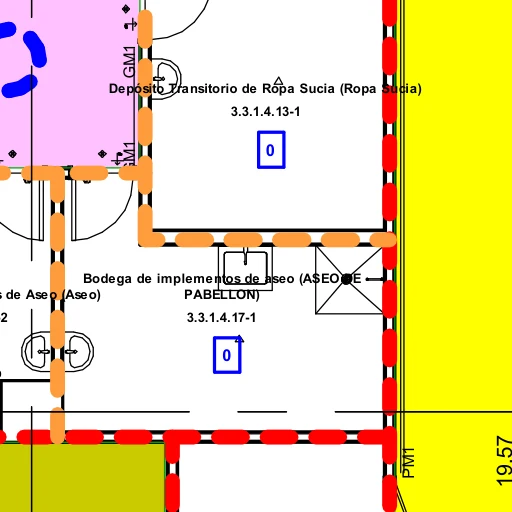 GM1
Depósito Transitorio de Ropa Sucia (Ropa Sucia)
3.3.1.4.13-1
0
GM1
Bodega de implementos de aseo (ASEO DE
PABELLON)
s de Aseo (Aseo)
3.3.1.4.17-1
-2
0
PM1
19.57